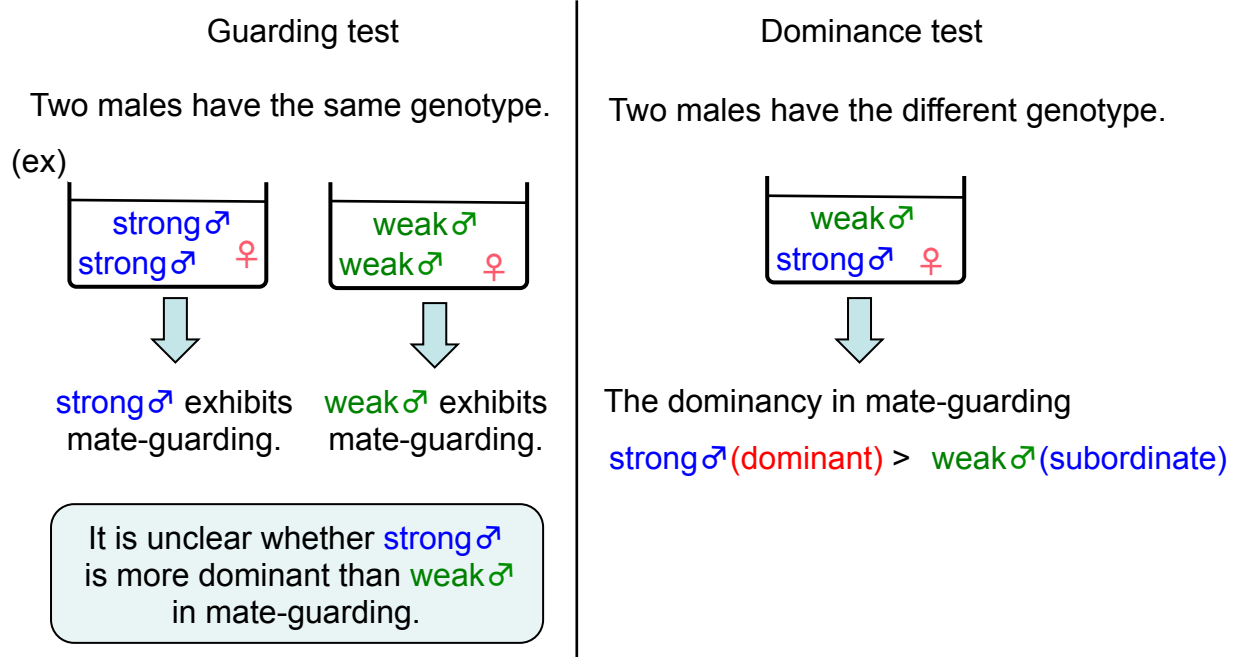 Guarding test
Two males have the same genotype.
(ex)
strong♂
strong♂ ♀
weak♂
weak♂ ♀
strong♂ exhibits
mate-guarding.
weak♂ exhibits
mate-guarding.
It is unclear whether strong♂
is more dominant than weak♂
in mate-guarding.
Dominance test
Two males have the different genotype.
weak♂
strong♂ ♀
The dominancy in mate-guarding
strong♂(dominant) > weak♂(subordinate)